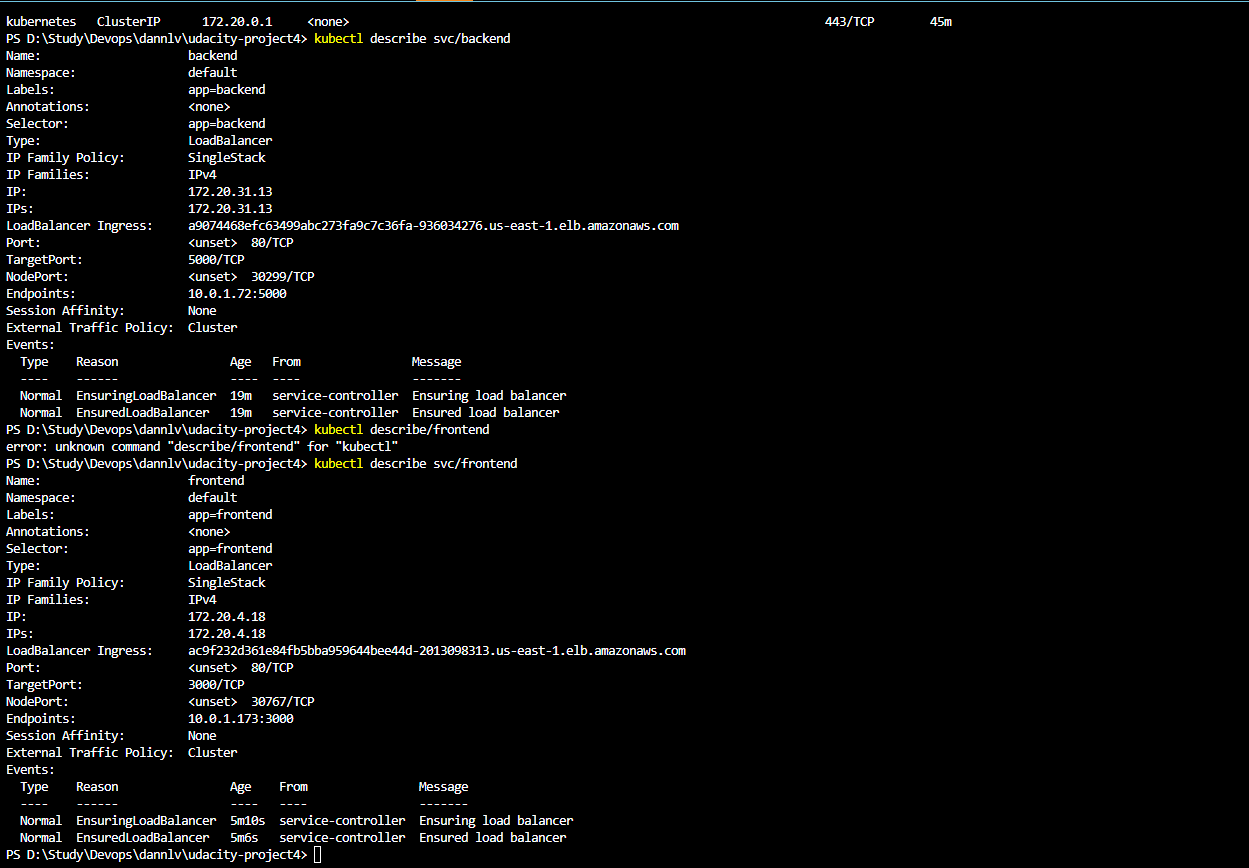 kubernetes   ClusterIP      172.20.0.1     <none>                                                                    443/TCP        45m
PS D:\Study\Devops\dannlv\udacity-project4> kubectl describe svc/backend
Name:                     backend
Namespace:                default
Labels:                   app=backend
Annotations:              <none>
Selector:                 app=backend
Type:                     LoadBalancer
IP Family Policy:         SingleStack
IP Families:              IPv4
IP:                       172.20.31.13
IPs:                      172.20.31.13
LoadBalancer Ingress:     a9074468efc63499abc273fa9c7c36fa-936034276.us-east-1.elb.amazonaws.com
Port:                     <unset>  80/TCP
TargetPort:               5000/TCP
NodePort:                 <unset>  30299/TCP
Endpoints:                10.0.1.72:5000
Session Affinity:         None
External Traffic Policy:  Cluster
Events:
  Type    Reason                Age   From                Message
  ----    ------                ----  ----                -------
  Normal  EnsuringLoadBalancer  19m   service-controller  Ensuring load balancer
  Normal  EnsuredLoadBalancer   19m   service-controller  Ensured load balancer
PS D:\Study\Devops\dannlv\udacity-project4> kubectl describe/frontend
error: unknown command "describe/frontend" for "kubectl"
PS D:\Study\Devops\dannlv\udacity-project4> kubectl describe svc/frontend
Name:                     frontend
Namespace:                default
Labels:                   app=frontend
Annotations:              <none>
Selector:                 app=frontend
Type:                     LoadBalancer
IP Family Policy:         SingleStack
IP Families:              IPv4
IP:                       172.20.4.18
IPs:                      172.20.4.18
LoadBalancer Ingress:     ac9f232d361e84fb5bba959644bee44d-2013098313.us-east-1.elb.amazonaws.com
Port:                     <unset>  80/TCP
TargetPort:               3000/TCP
NodePort:                 <unset>  30767/TCP
Endpoints:                10.0.1.173:3000
Session Affinity:         None
External Traffic Policy:  Cluster
Events:
  Type    Reason                Age    From                Message
  ----    ------                ----   ----                -------
  Normal  EnsuringLoadBalancer  5m10s  service-controller  Ensuring load balancer
  Normal  EnsuredLoadBalancer   5m6s   service-controller  Ensured load balancer
PS D:\Study\Devops\dannlv\udacity-project4>